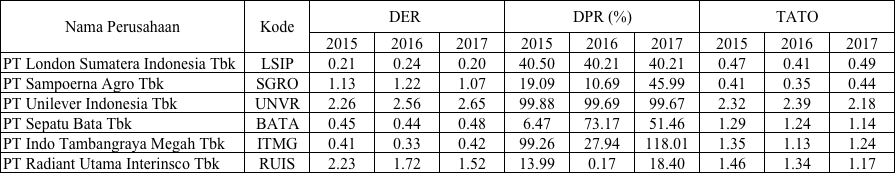 Nama Perusahaan Kode DER DPR (%) TATO
2015 2016 2017 2015 2016 2017 2015 2016 2017
PT London Sumatera Indonesia Tbk LSIP 0.21 0.24 0.20 40.50 40.21 40.21 0.47 0.41 0.49
PT Sampoerna Agro Tbk SGRO 1.13 1.22 1.07 19.09 10.69 45.99 0.41 0.35 0.44
PT Unilever Indonesia Tbk UNVR 2.26 2.56 2.65 99.88 99.69 99.67 2.32 2.39 2.18
PT Sepatu Bata Tbk BATA 0.45 0.44 0.48 6.47 73.17 51.46 1.29 1.24 1.14
PT Indo Tambangraya Megah Tbk ITMG 0.41 0.33 0.42 99.26 27.94 118.01 1.35 1.13 1.24
PT Radiant Utama Interinsco Tbk RUIS 2.23 1.72 1.52 13.99 0.17 18.40 1.46 1.34 1.17